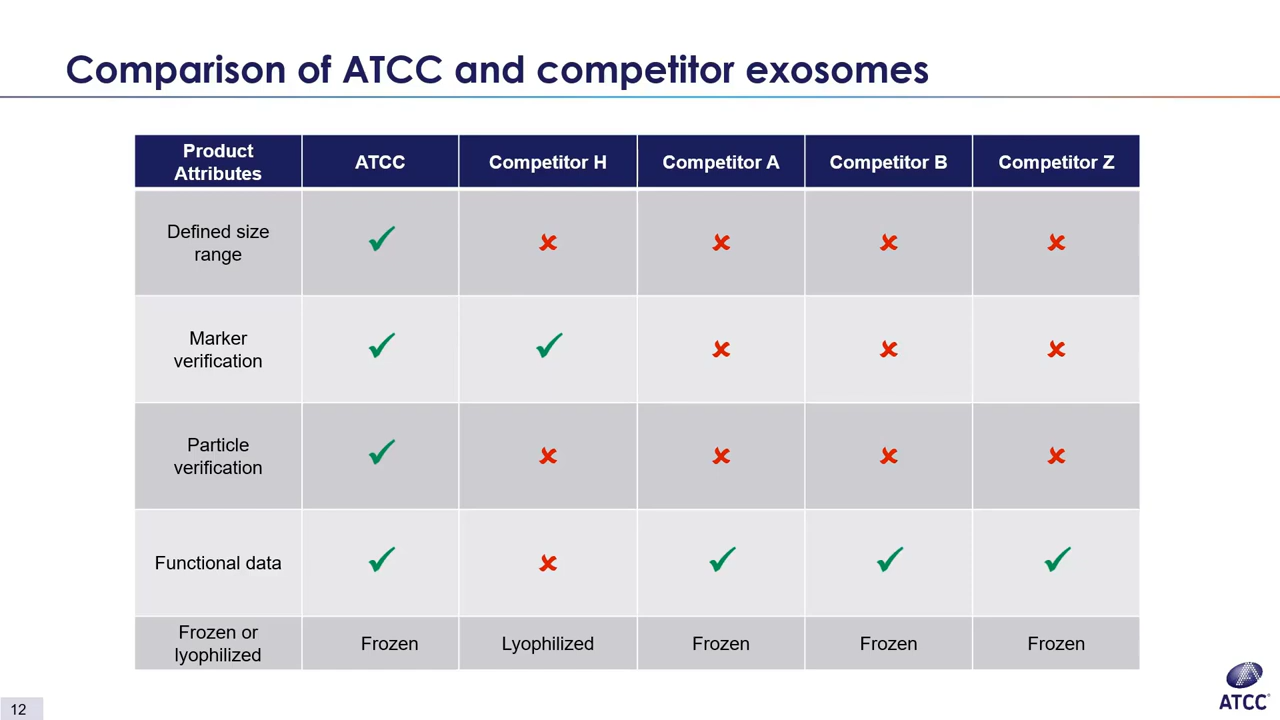 Comparison of ATCC and competitor exosomes
Product
Attributes
ATCC
Competitor H
Competitor A
Competitor B
Competitor Z
Defined size
range
✓
✘
✘
✘
✘
Marker
verification
✓
✓
✘
✘
✘
Particle
verification
✓
✘
✘
✘
✘
Functional data
✓
✘
✓
✓
✓
Frozen or
lyophilized
Frozen
Lyophilized
Frozen
Frozen
Frozen
12
ATCC